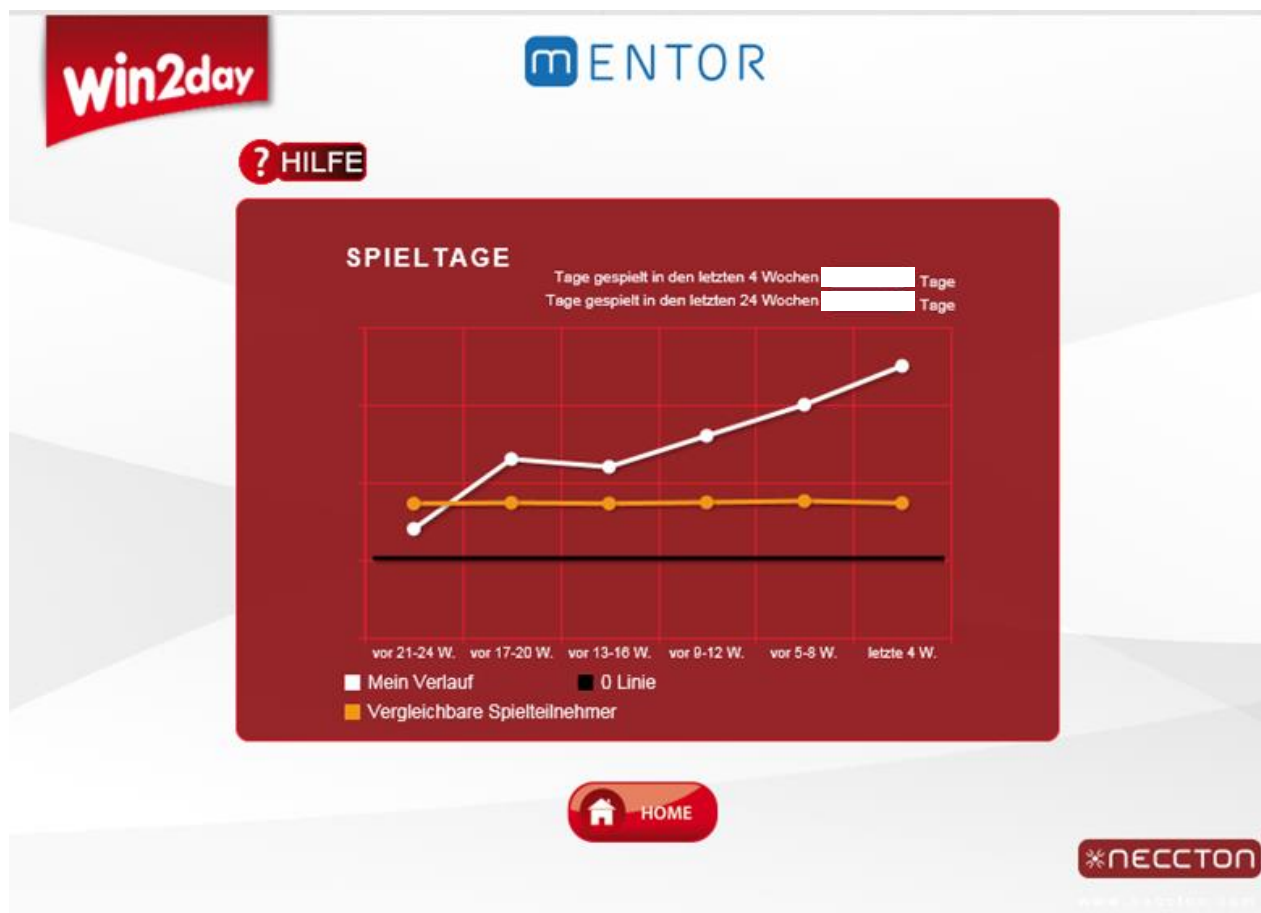 win2day
mENTOR
? HILFE
SPIELTAGE
Tage gespielt in den letzten 4 Wochen Tage
Tage gespielt in den letzten 24 Wochen Tage
vor 21-24 W. vor 17-20 W. vor 13-16 W. vor 9-12 W. vor 5-8 W. letzte 4 W.
Mein Verlauf 0 Linie
Vergleichbare Spielteilnehmer
HOME
NECCTON